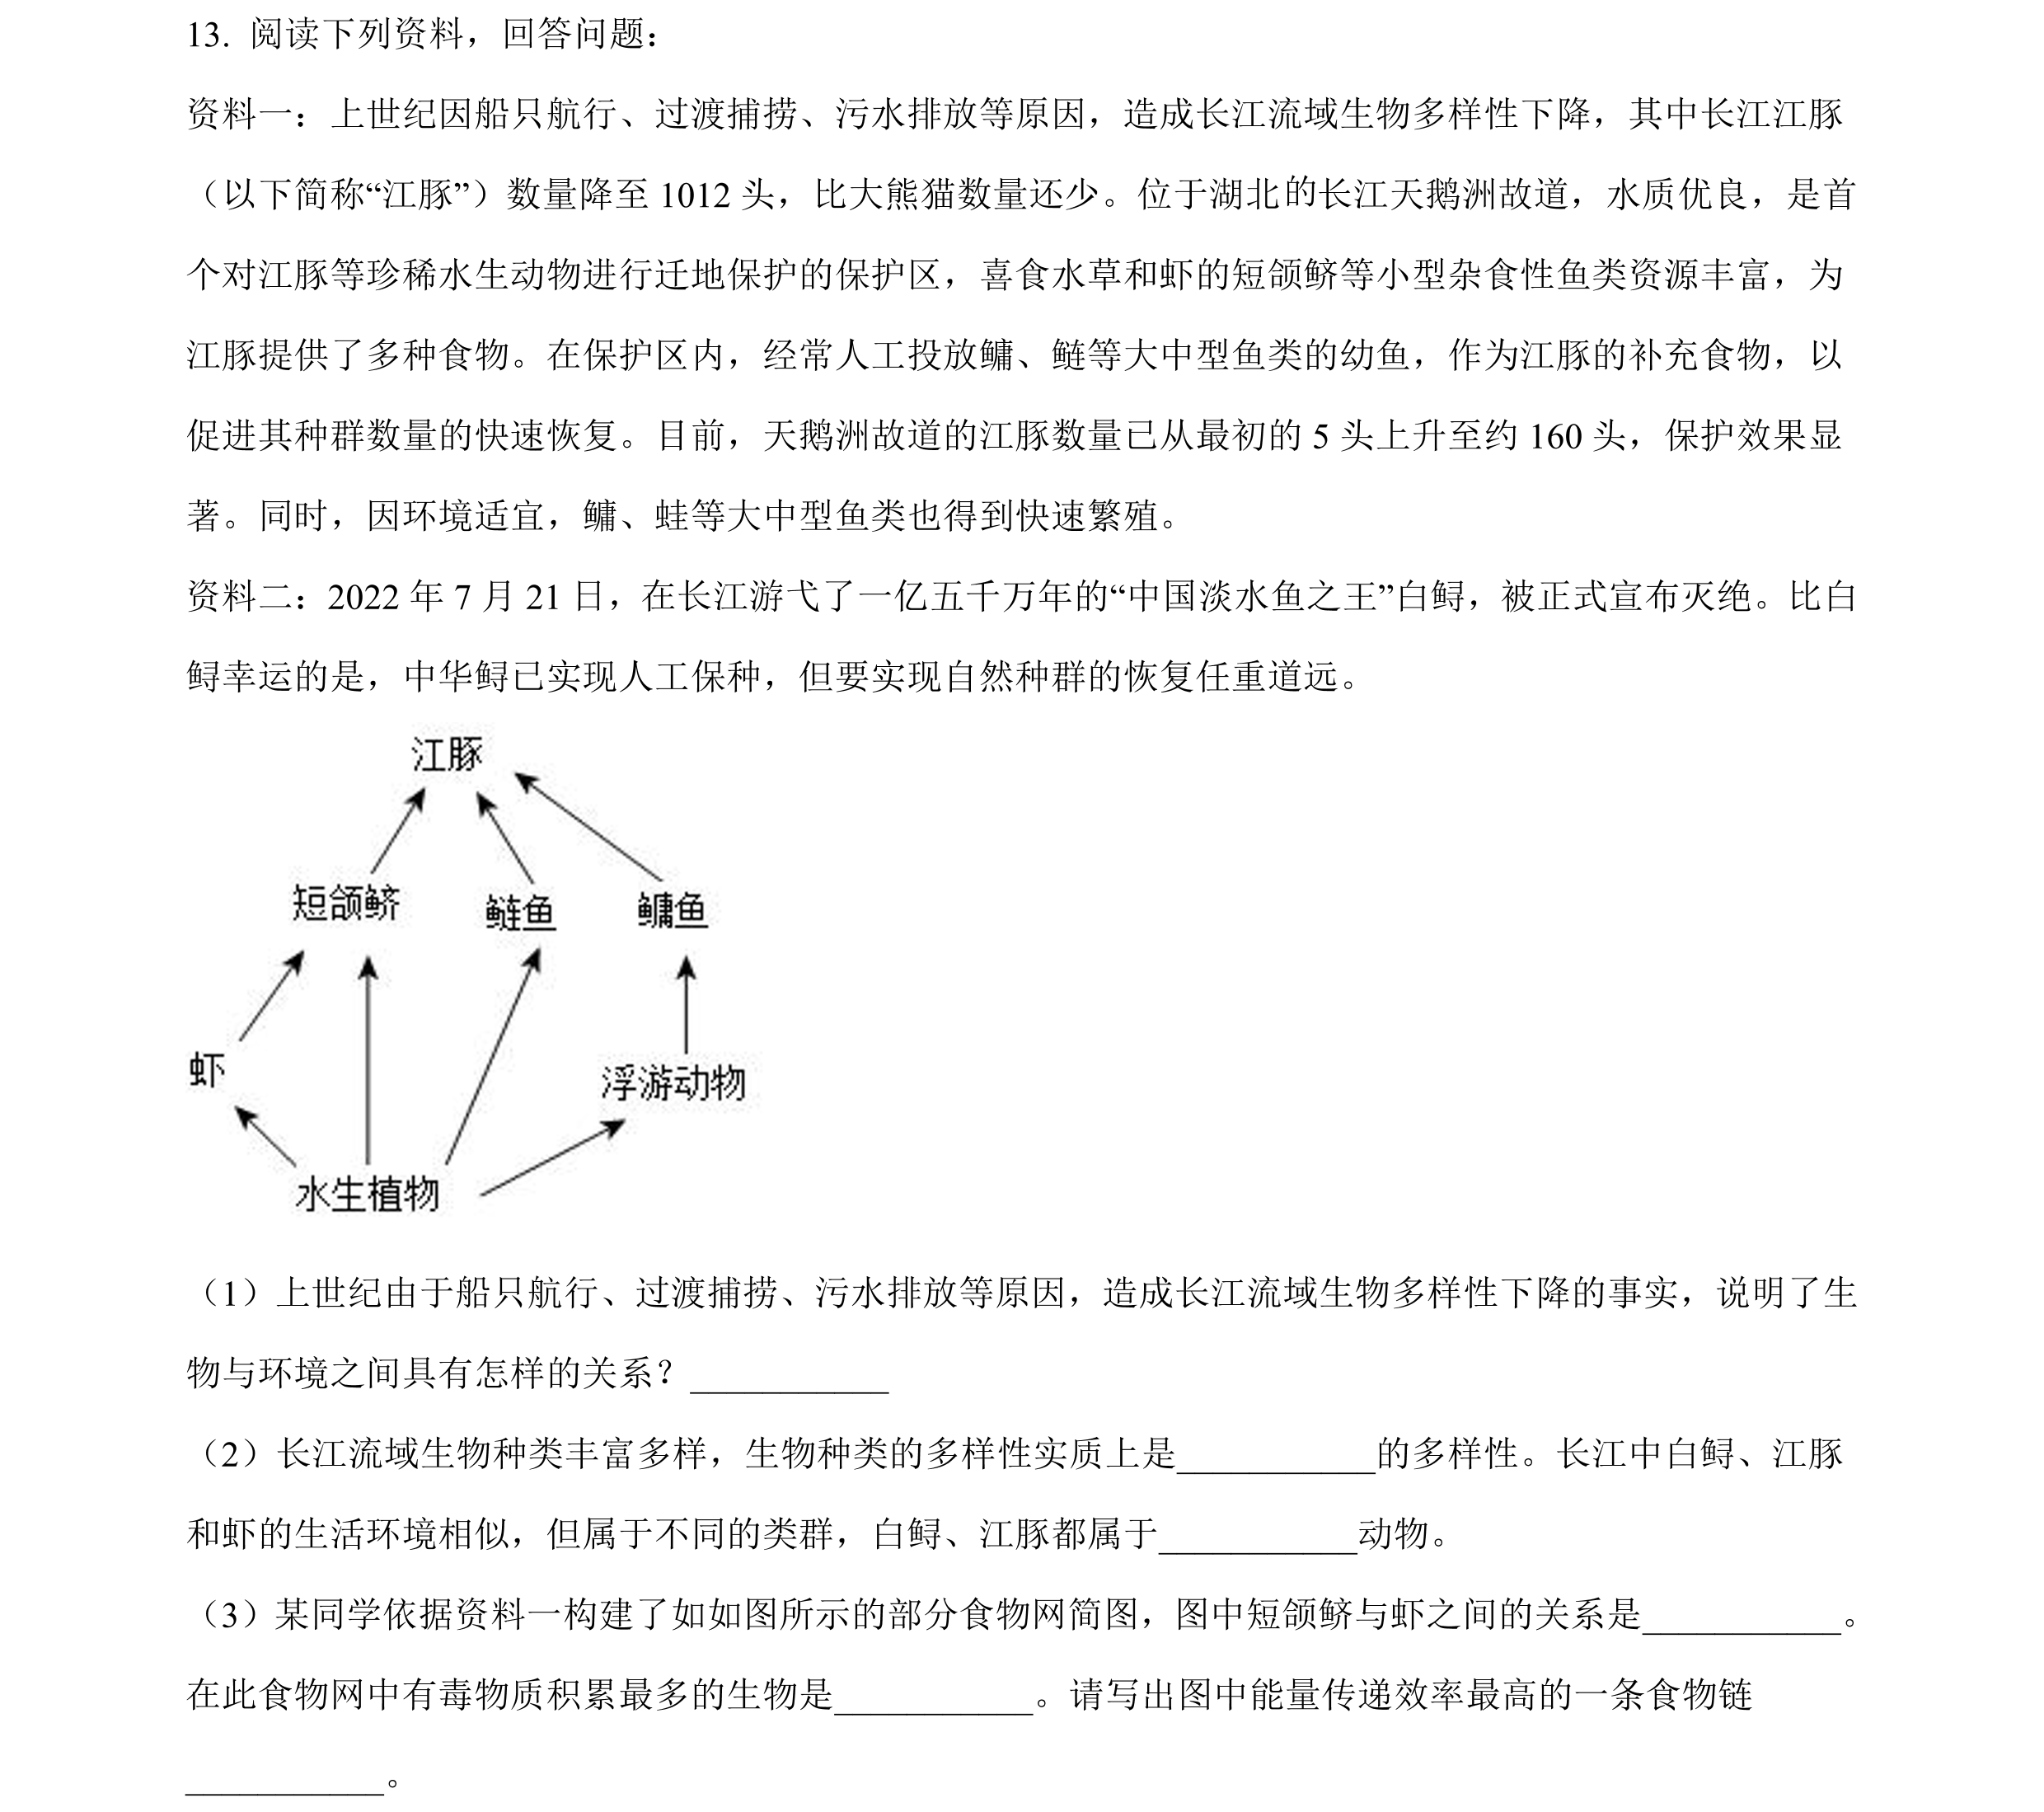 13. 阅读下列资料，回答问题：
资料一：上世纪因船只航行、过渡捕捞、污水排放等原因，造成长江流域生物多样性下降，其中长江江豚
（以下简称“江豚”）数量降至 1012 头，比大熊猫数量还少。位于湖北的长江天鹅洲故道，水质优良，是首
个对江豚等珍稀水生动物进行迁地保护的保护区，喜食水草和虾的短颌鲚等小型杂食性鱼类资源丰富，为
江豚提供了多种食物。在保护区内，经常人工投放鳙、鲢等大中型鱼类的幼鱼，作为江豚的补充食物，以
促进其种群数量的快速恢复。目前，天鹅洲故道的江豚数量已从最初的 5 头上升至约 160 头，保护效果显
著。同时，因环境适宜，鳙、蛙等大中型鱼类也得到快速繁殖。
资料二：2022 年 7 月 21 日，在长江游弋了一亿五千万年的“中国淡水鱼之王”白鲟，被正式宣布灭绝。比白
鲟幸运的是，中华鲟已实现人工保种，但要实现自然种群的恢复任重道远。
江豚
短颌鲚 鲢鱼 鳙鱼
虾 浮游动物
水生植物
（1）上世纪由于船只航行、过渡捕捞、污水排放等原因，造成长江流域生物多样性下降的事实，说明了生
物与环境之间具有怎样的关系？___________
（2）长江流域生物种类丰富多样，生物种类的多样性实质上是___________的多样性。长江中白鲟、江豚
和虾的生活环境相似，但属于不同的类群，白鲟、江豚都属于___________动物。
（3）某同学依据资料一构建了如如图所示的部分食物网简图，图中短颌鲚与虾之间的关系是___________。
在此食物网中有毒物质积累最多的生物是___________。请写出图中能量传递效率最高的一条食物链
___________。